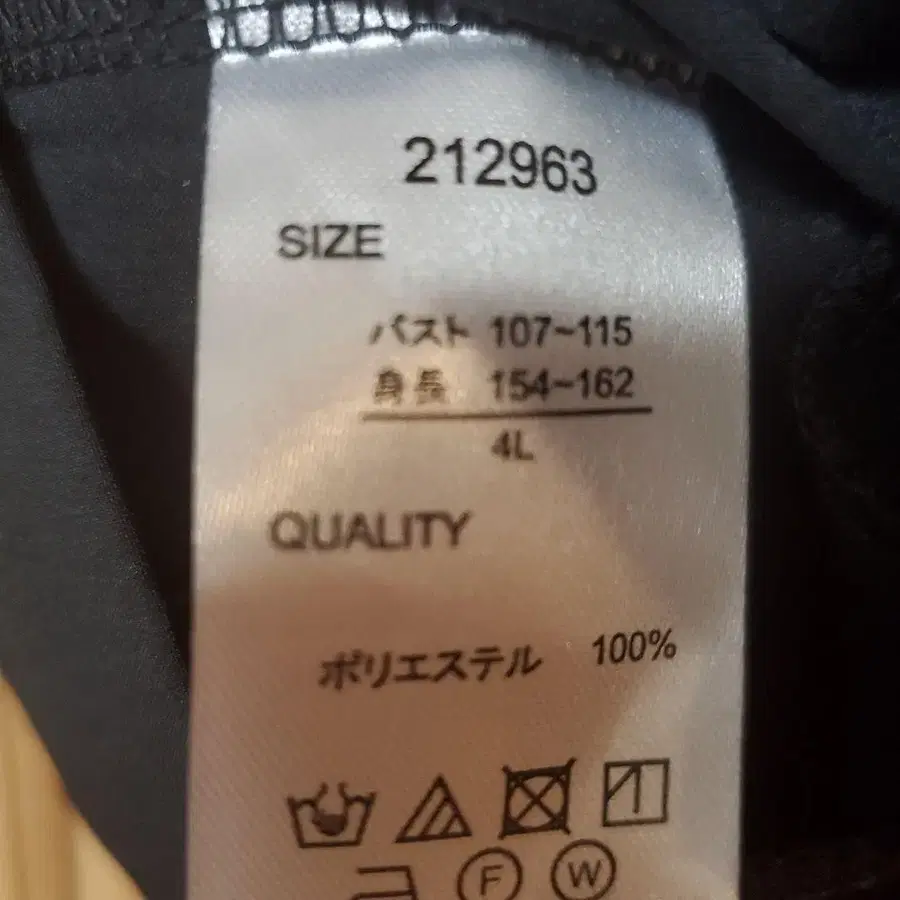 212963
SIZE
バスト 107~115
身長 154~162
4L
QUALITY
ポリエステル 100%
F W